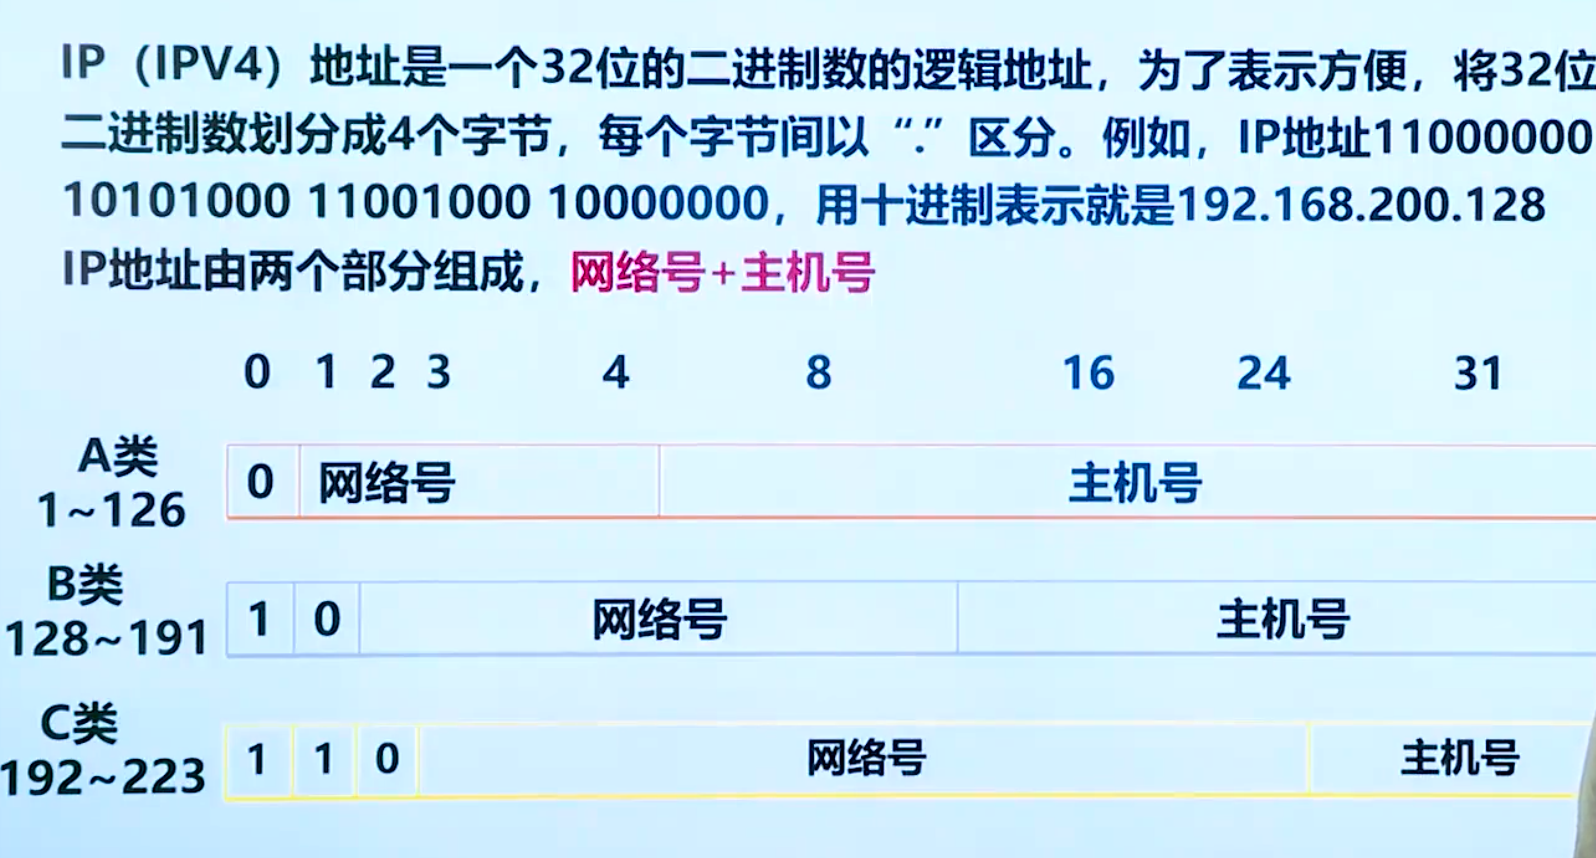 IP（IPV4）地址是一个32位的二进制数的逻辑地址，为了表示方便，将32位
二进制数划分成4个字节，每个字节间以“.”区分。例如，IP地址11000000
10101000 11001000 10000000，用十进制表示就是192.168.200.128
IP地址由两个部分组成，网络号+主机号
0 1 2 3 4 8 16 24 31
A类
1~126
0 网络号 主机号
B类
128~191
1 0 网络号 主机号
C类
192~223
1 1 0 网络号 主机号